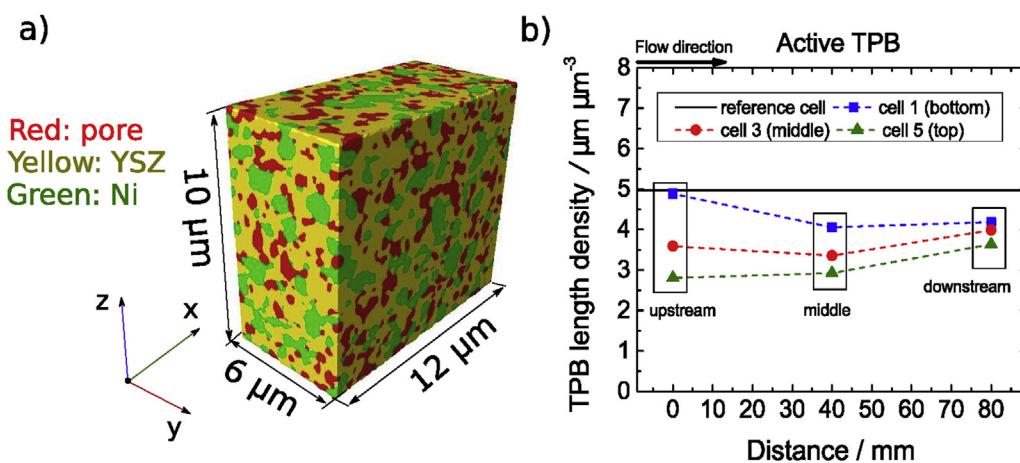 a)
Red: pore
Yellow: YSZ
Green: Ni
10 μm
6 μm
12 μm
z
x
y
b)
Flow direction
Active TPB
TPB length density / μm μm⁻³
8
7
6
5
4
3
2
1
0
reference cell
cell 1 (bottom)
cell 3 (middle)
cell 5 (top)
upstream
middle
downstream
0 10 20 30 40 50 60 70 80
Distance / mm